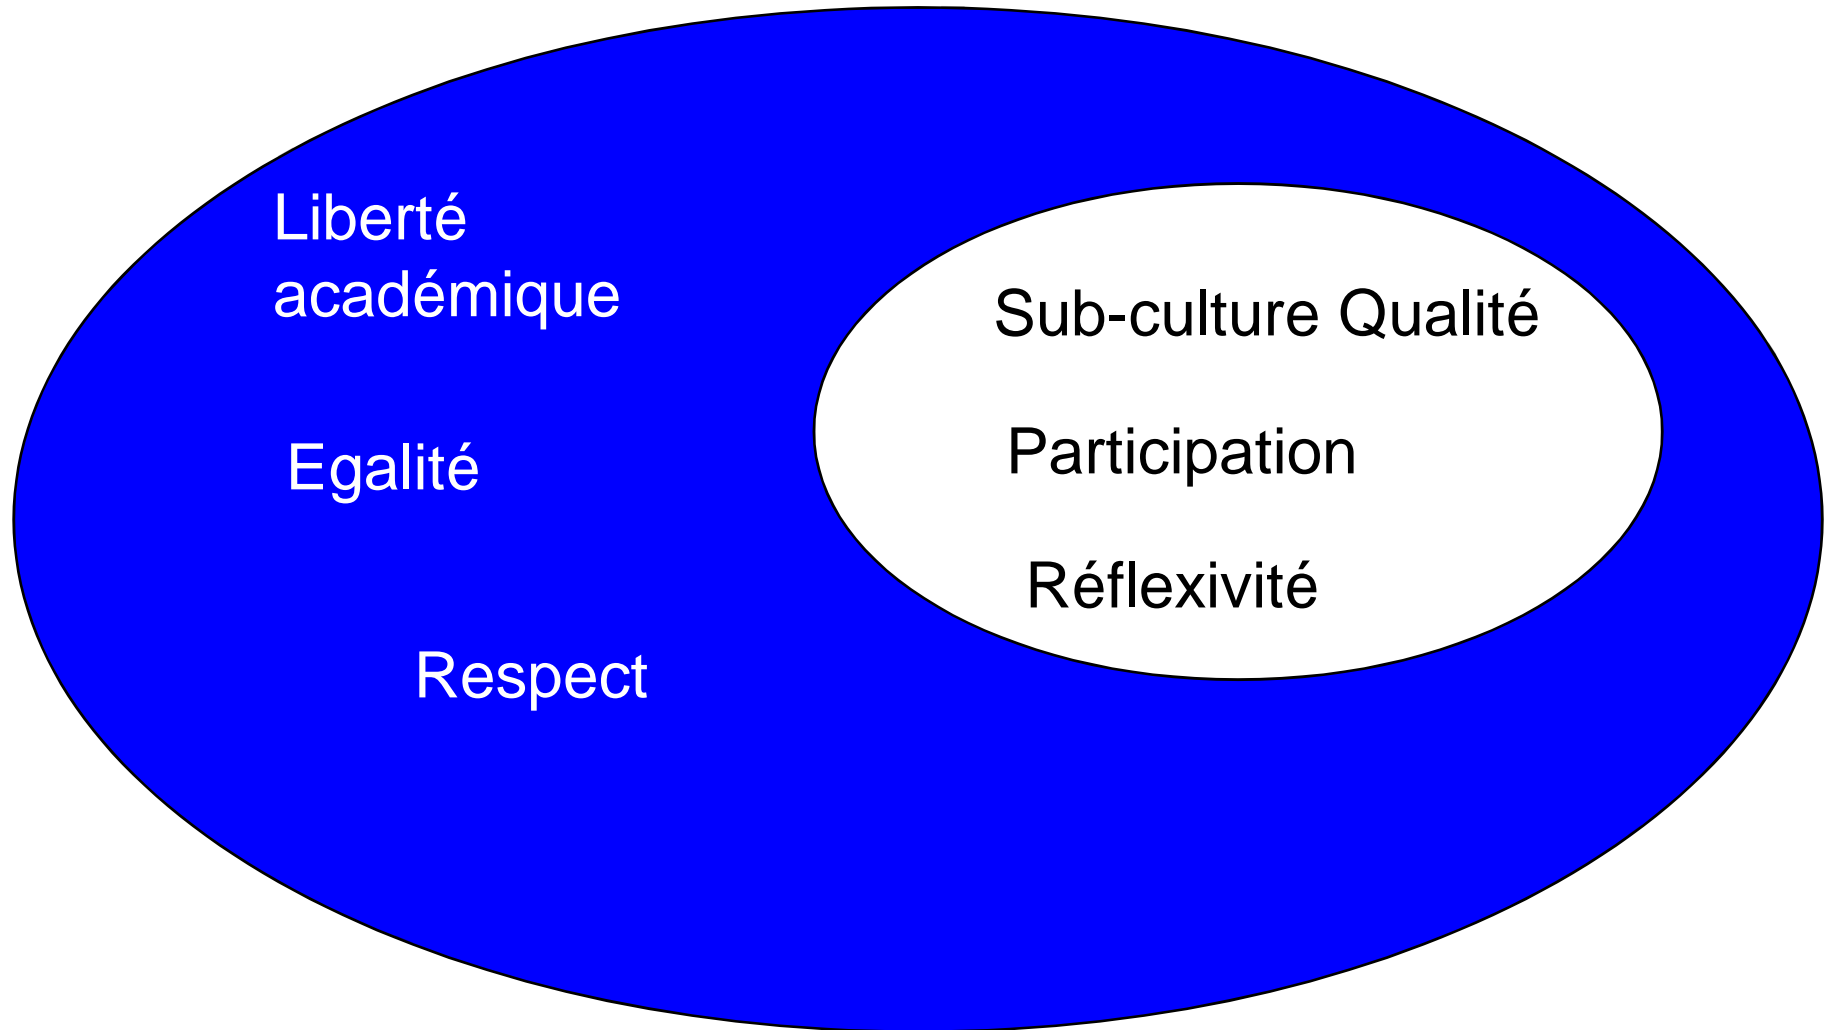 Liberté
académique
Egalité
Respect
Sub-culture Qualité
Participation
Réflexivité